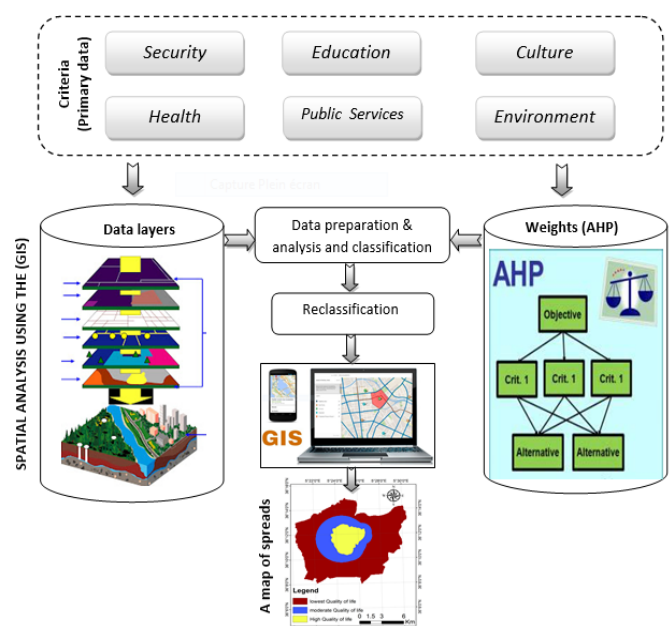 Criteria
(Primary data)
Security
Education
Culture
Health
Public Services
Environment
Capture Plein Ecran
SPATIAL ANALYSIS USING THE (GIS)
Data layers
Data preparation &
analysis and classification
Weights (AHP)
Reclassification
AHP
Objective
Crit. 1
Crit. 1
Crit. 1
Alternative
Alternative
GIS
A map of spreads
Legend
lowest Quality of life
moderate Quality of life
High Quality of life
0 1.5 3 6
Km